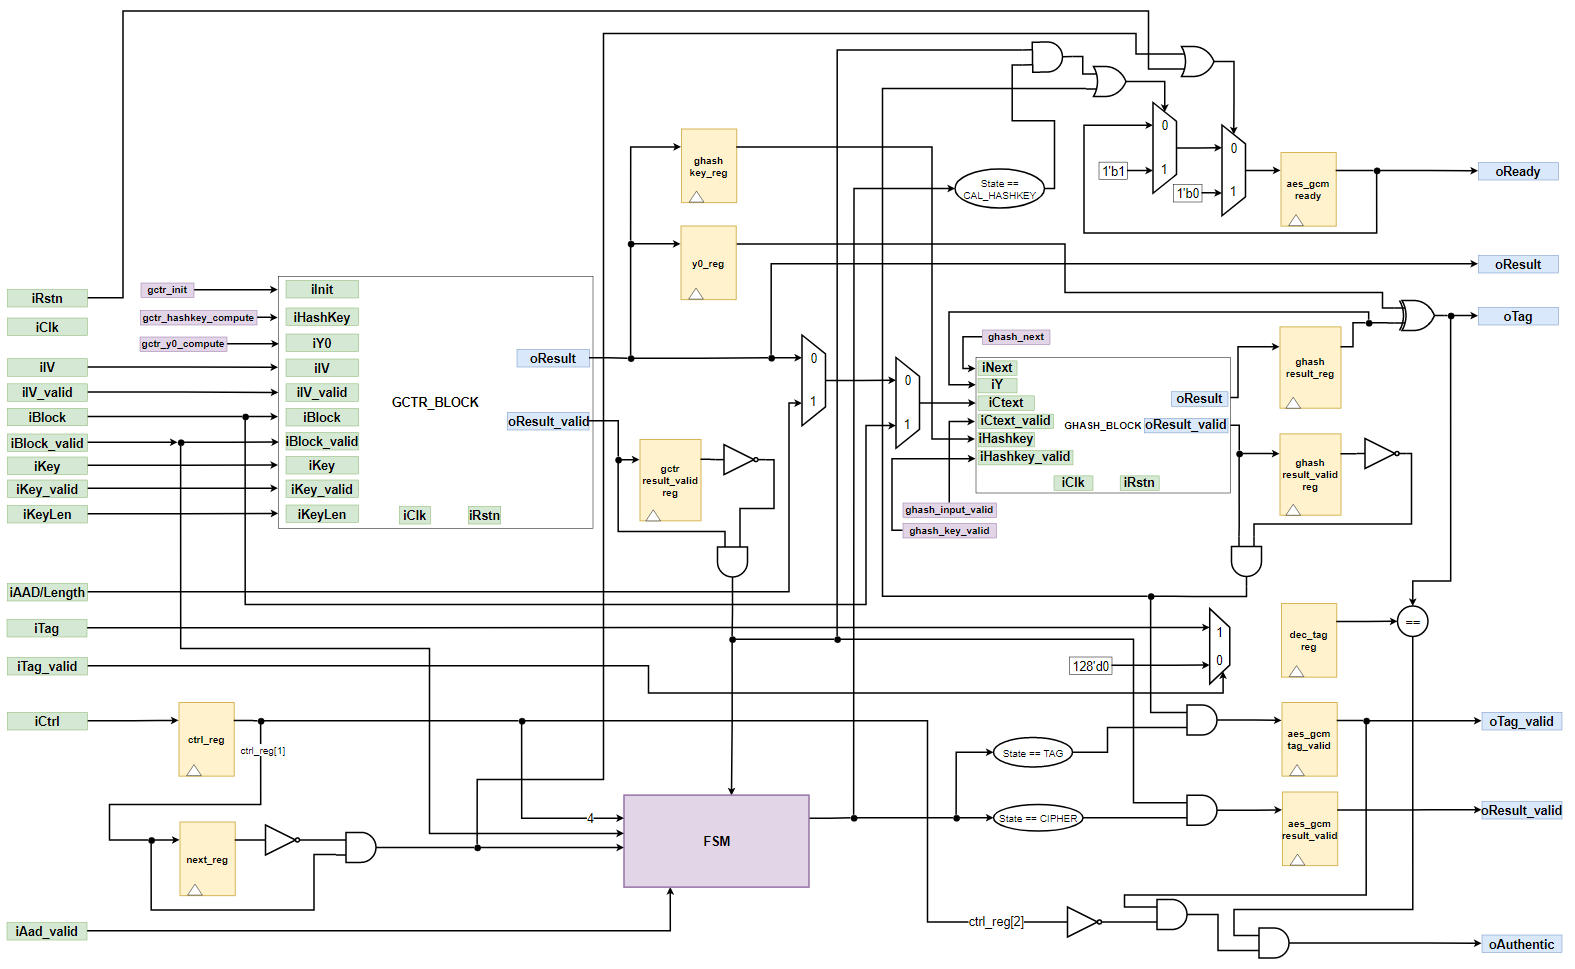 0
1
1'b1
0
1
1'b0
ghash
key_reg
State ==
CAL_HASHKEY
aes_gcm
ready
oReady
y0_reg
oResult
iRstn
iClk
gctr_init
gctr_hashkey_compute
gctr_y0_compute
iInit
iHashKey
iY0
iIV
iIV_valid
iBlock
iBlock_valid
iKey
iKey_valid
iKeyLen
iIV
iIV_valid
iBlock
iBlock_valid
iKey
iKey_valid
iKeyLen
GCTR_BLOCK
oResult
oResult_valid
iClk
iRstn
0
1
0
1
gctr
result_valid
reg
ghash_next
iNext
iY
iCtext
iCtext_valid
iHashkey
iHashkey_valid
GHASH_BLOCK
oResult
oResult_valid
iClk
iRstn
ghash_input_valid
ghash_key_valid
ghash
result_reg
ghash
result_valid
reg
oTag
iAAD/Length
iTag
iTag_valid
1
0
128'd0
dec_tag
reg
==
iCtrl
ctrl_reg
ctrl_reg[1]
State == TAG
aes_gcm
tag_valid
oTag_valid
4
FSM
State == CIPHER
aes_gcm
result_valid
oResult_valid
next_reg
iAad_valid
ctrl_reg[2]
oAuthentic